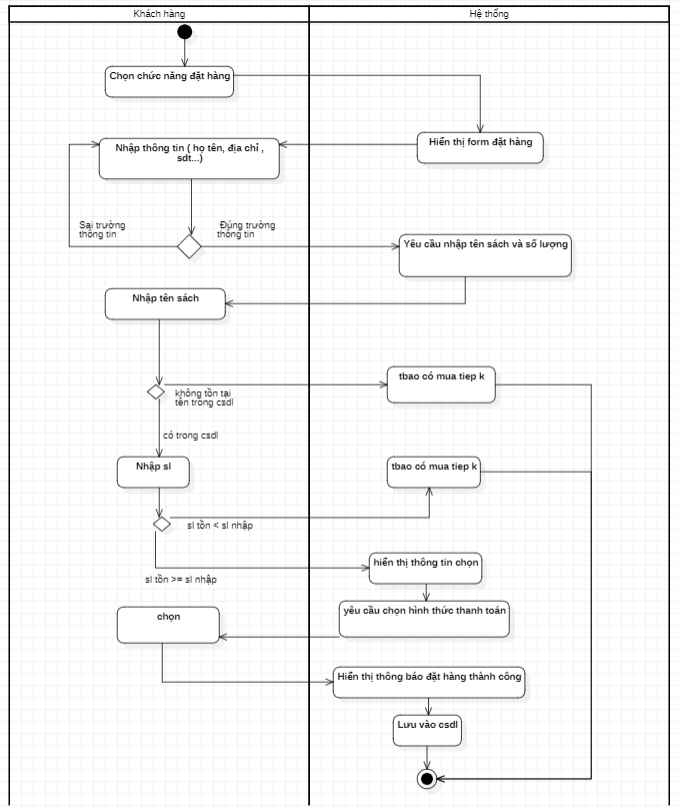 Khách hàng
Hệ thống
Chọn chức năng đặt hàng
Hiển thị form đặt hàng
Nhập thông tin ( họ tên, địa chỉ ,
sdt...)
Sai trường
thông tin
Đúng trường
thông tin
Yêu cầu nhập tên sách và số lượng
Nhập tên sách
tbao có mua tiep k
không tồn tại
tên trong csdl
có trong csdl
Nhập sl
tbao có mua tiep k
sl tồn < sl nhập
hiển thị thông tin chọn
sl tồn >= sl nhập
yêu cầu chọn hình thức thanh toán
chọn
Hiển thị thông báo đặt hàng thành công
Lưu vào csdl